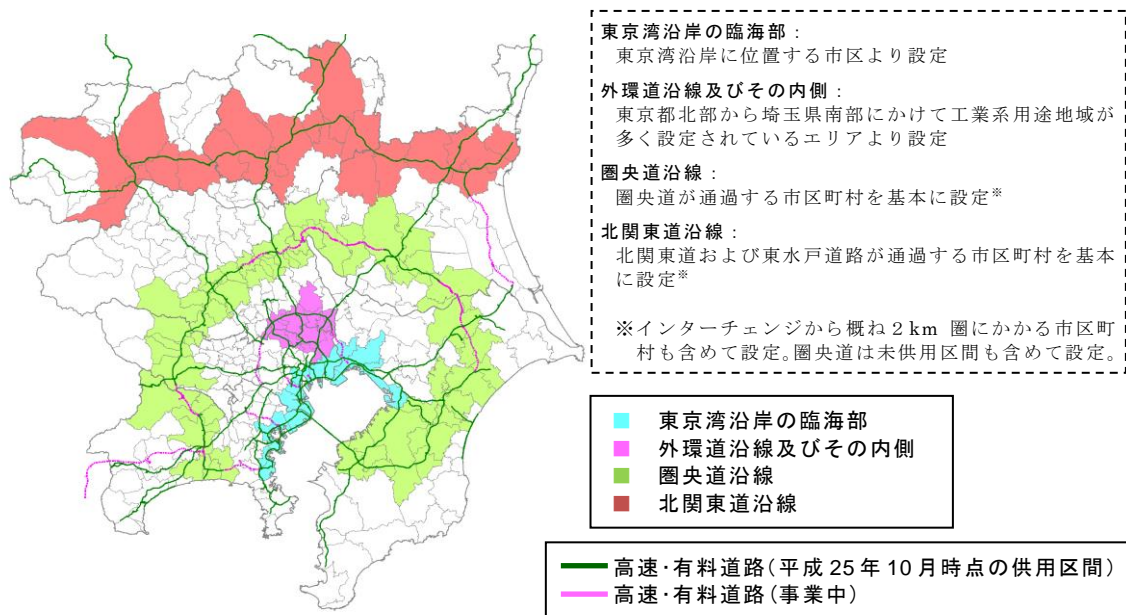 東京湾沿岸の臨海部：
東京湾沿岸に位置する市区より設定
外環道沿線及びその内側：
東京都北部から埼玉県南部にかけて工業系用途地域が
多く設定されているエリアより設定
圏央道沿線：
圏央道が通過する市区町村を基本に設定※
北関東道沿線：
北関東道および東水戸道路が通過する市区町村を基本
に設定※
※インターチェンジから概ね２km 圏にかかる市区町
村も含めて設定。圏央道は未供用区間も含めて設定。
東京湾沿岸の臨海部
外環道沿線及びその内側
圏央道沿線
北関東道沿線
高速･有料道路（平成 25 年 10 月時点の供用区間）
高速･有料道路（事業中）